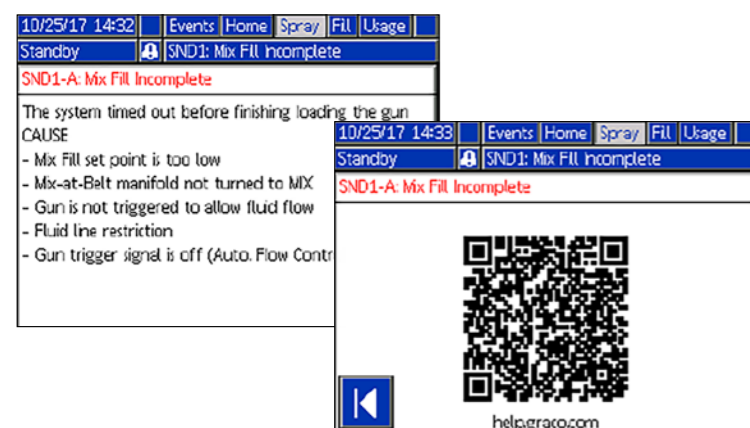 10/25/17 14:32 Events Home Spray Fill Usage
Standby SND1: Mix Fill Incomplete
SND1-A: Mix Fill Incomplete
The system timed out before finishing loading the gun
CAUSE
- Mix Fill set point is too low
- Mix-at-Belt manifold not turned to MIX
- Gun is not triggered to allow fluid flow
- Fluid line restriction
- Gun trigger signal is off (Auto. Flow Contr
10/25/17 14:33 Events Home Spray Fill Usage
Standby SND1: Mix Fill Incomplete
SND1-A: Mix Fill Incomplete
help.graco.com